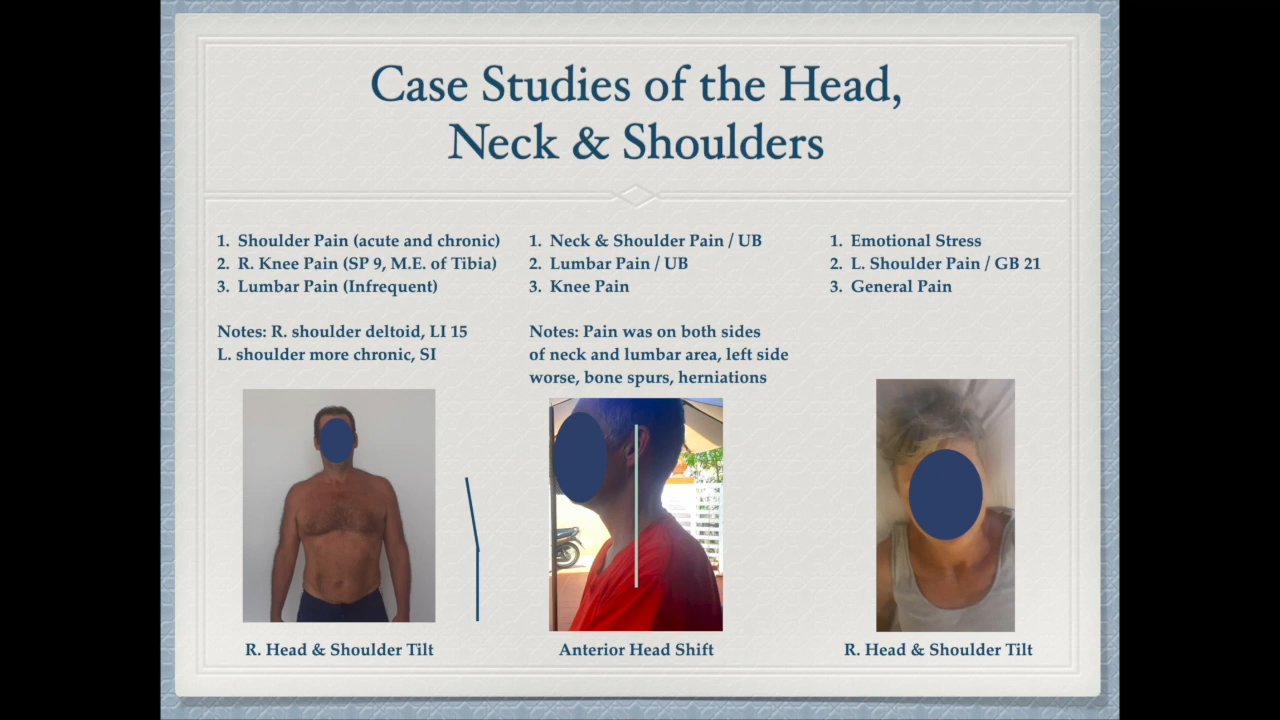 Case Studies of the Head,
Neck & Shoulders
1. Shoulder Pain (acute and chronic)
2. R. Knee Pain (SP 9, M.E. of Tibia)
3. Lumbar Pain (Infrequent)
Notes: R. shoulder deltoid, LI 15
L. shoulder more chronic, SI
R. Head & Shoulder Tilt
1. Neck & Shoulder Pain / UB
2. Lumbar Pain / UB
3. Knee Pain
Notes: Pain was on both sides
of neck and lumbar area, left side
worse, bone spurs, herniations
Anterior Head Shift
1. Emotional Stress
2. L. Shoulder Pain / GB 21
3. General Pain
R. Head & Shoulder Tilt